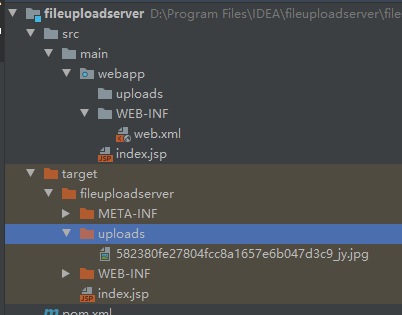 fileuploadserver D:\Program Files\IDEA\fileuploadserver\file
src
main
webapp
uploads
WEB-INF
web.xml
index.jsp
target
fileuploadserver
META-INF
uploads
582380fe27804fcc8a1657e6b047d3c9_jy.jpg
WEB-INF
index.jsp
pom.xml